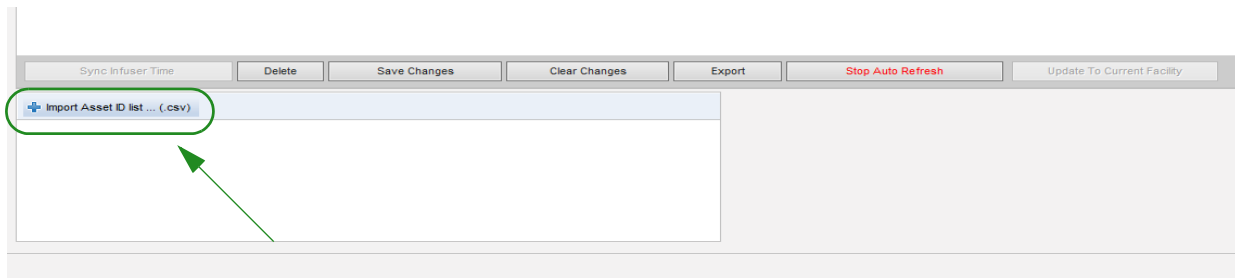 Sync Infuser Time Delete Save Changes Clear Changes Export Stop Auto Refresh Update To Current Facility
Import Asset ID list ... (.csv)